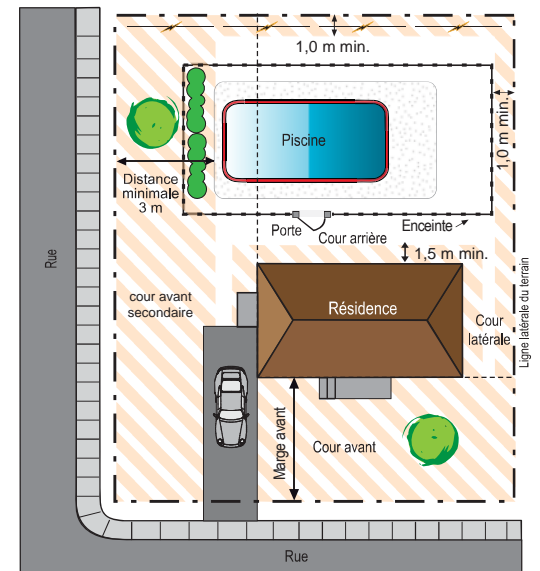 1,0 m min.
1,0 m min.
Piscine
Distance
minimale
3 m
Porte
Cour arrière
Enceinte
1,5 m min.
Rue
cour avant
secondaire
Résidence
Cour
latérale
Ligne latérale du terrain
Marge avant
Cour avant
Rue